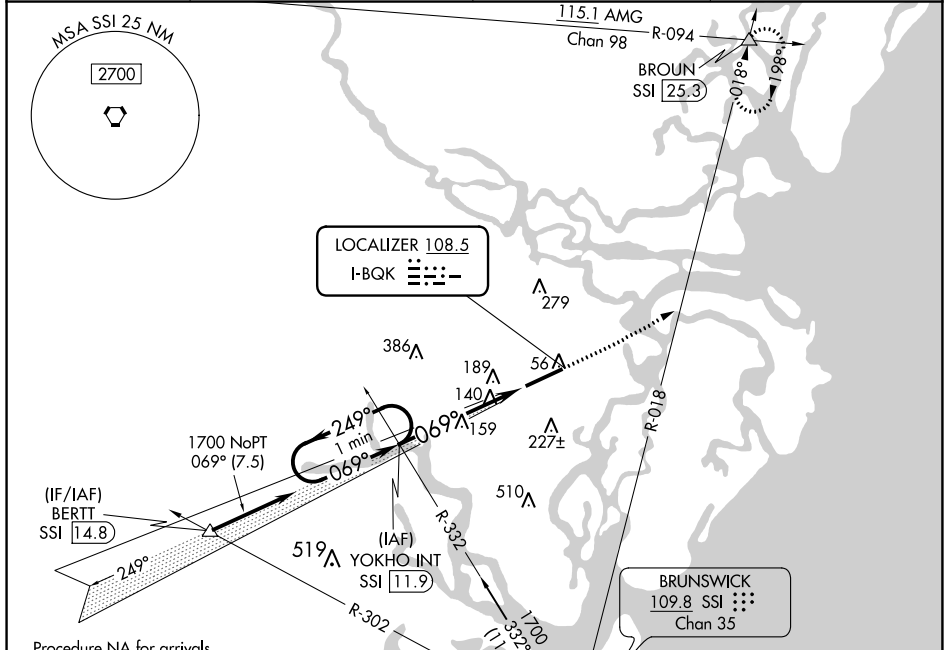 MSA SSI 25 NM
2700
115.1 AMG
Chan 98
R-094
BROUN
SSI 25.3
018°
198°
LOCALIZER 108.5
I-BQK
279
386
189
56
140
159
227±
R-018
249°
1 min
069°
069°
1700 NoPT
069° (7.5)
(IF/IAF)
BERTT
SSI 14.8
510
R-332
(IAF)
YOKHO INT
SSI 11.9
519
249°
R-302
1700
332°
(11
BRUNSWICK
109.8 SSI
Chan 35
Procedure NA for arrivals